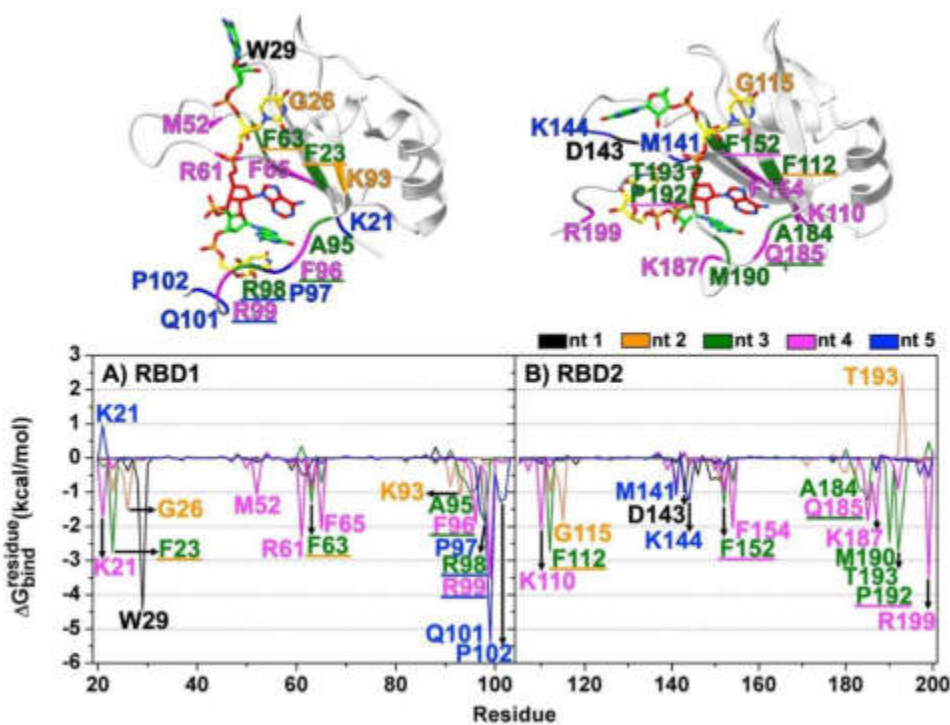 W29
G26
M52
F63
F23
R61
F65
K93
K21
A95
F96
P102
R98 P97
Q101
R99
G115
K144
M141
F152
D143
T193
F112
P192
F154
K110
R199
A184
Q185
K187
M190
nt 1 nt 2 nt 3 nt 4 nt 5
A) RBD1
B) RBD2
ΔG residue bind (kcal/mol)
3
2
1
0
-1
-2
-3
-4
-5
-6
K21
K21
G26
F23
W29
M52
R61
F65
F63
K93
A95
F96
P97
R98
R99
Q101
P102
T193
K110
G115
F112
M141
D143
K144
F154
F152
A184
Q185
K187
M190
T193
P192
R199
20 40 60 80 100 120 140 160 180 200
Residue